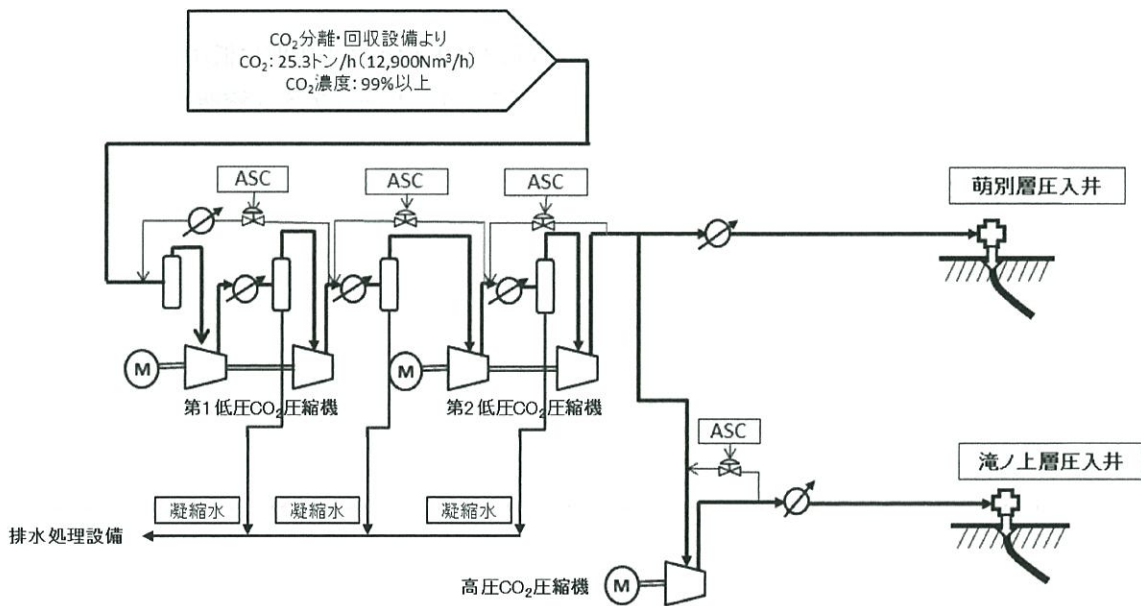 CO₂分離・回収設備より
CO₂：25.3トン/h（12,900Nm³/h）
CO₂濃度：99%以上
ASC
ASC
ASC
萌別層圧入井
M
M
第1低圧CO₂圧縮機
第2低圧CO₂圧縮機
ASC
滝ノ上層圧入井
凝縮水
凝縮水
凝縮水
排水処理設備
M
高圧CO₂圧縮機